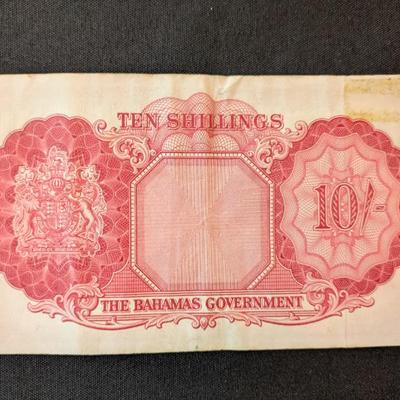 TEN SHILLINGS
10/-
THE BAHAMAS GOVERNMENT